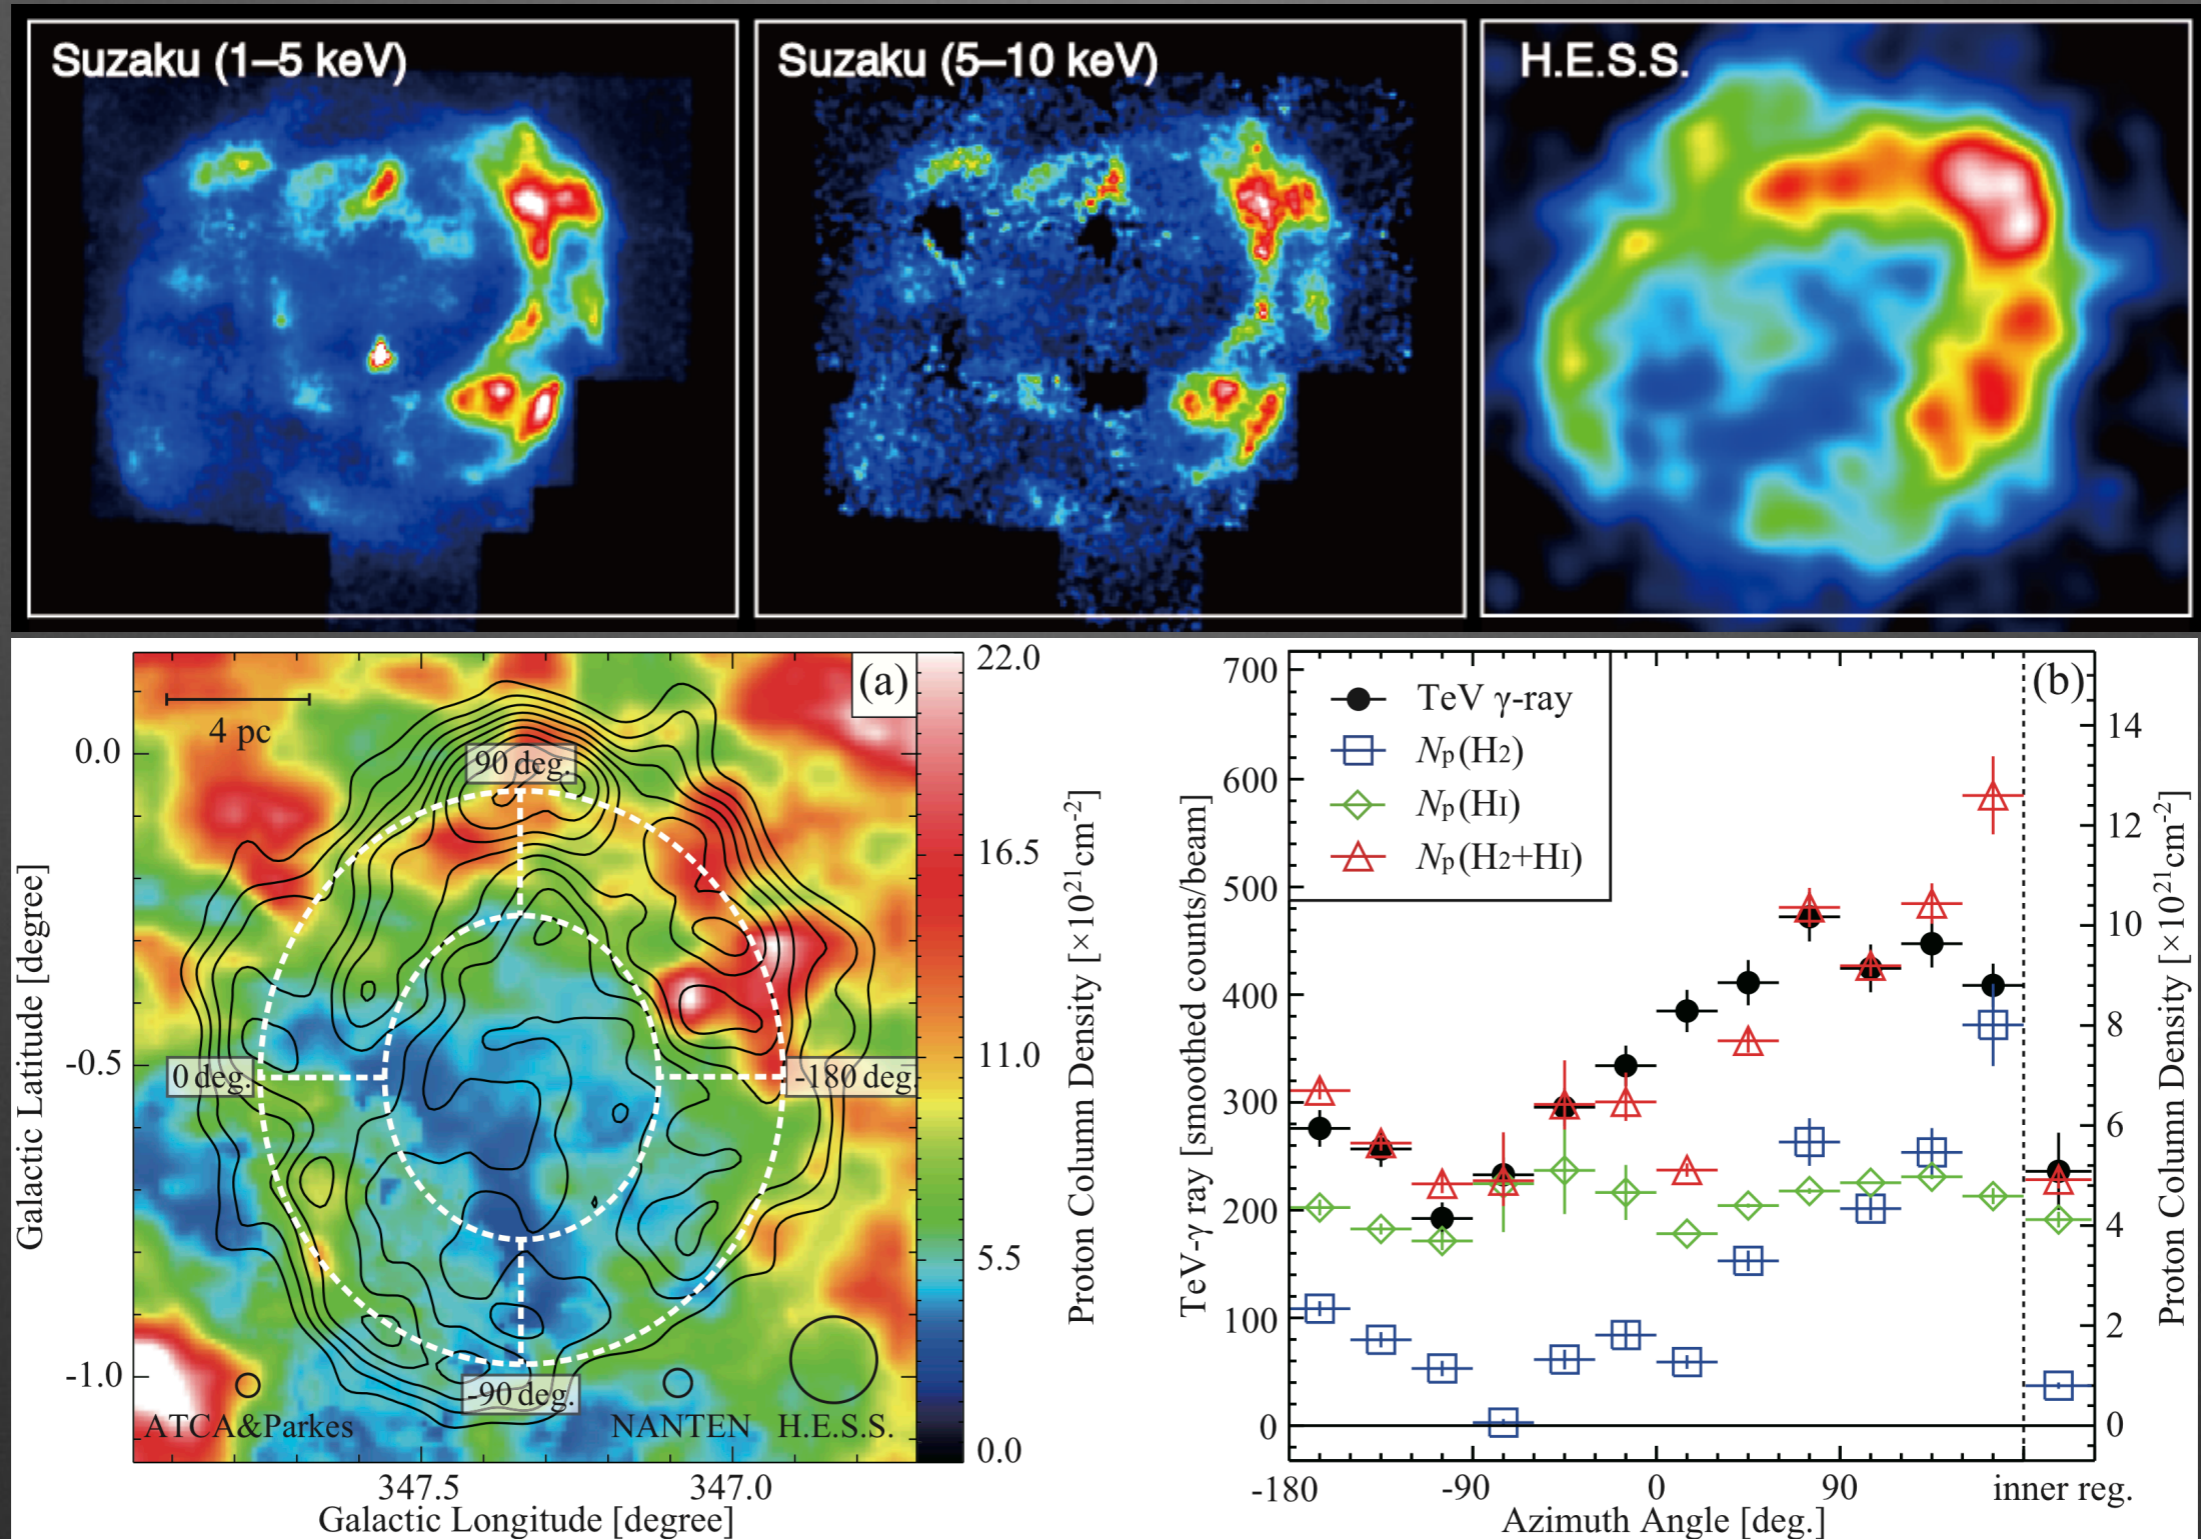 Suzaku (1–5 keV)
Suzaku (5–10 keV)
H.E.S.S.
(a)
4 pc
90 deg.
0 deg.
-180 deg.
-90 deg.
ATCA&Parkes
NANTEN
H.E.S.S.
0.0
-0.5
-1.0
Galactic Latitude [degree]
347.5
347.0
Galactic Longitude [degree]
22.0
16.5
11.0
5.5
0.0
Proton Column Density [×10²¹cm⁻²]
(b)
TeV γ-ray
Np(H2)
Np(HI)
Np(H2+HI)
700
600
500
400
300
200
100
0
TeV-γ ray [smoothed counts/beam]
14
12
10
8
6
4
2
0
Proton Column Density [×10²¹cm⁻²]
-180
-90
0
90
inner reg.
Azimuth Angle [deg.]